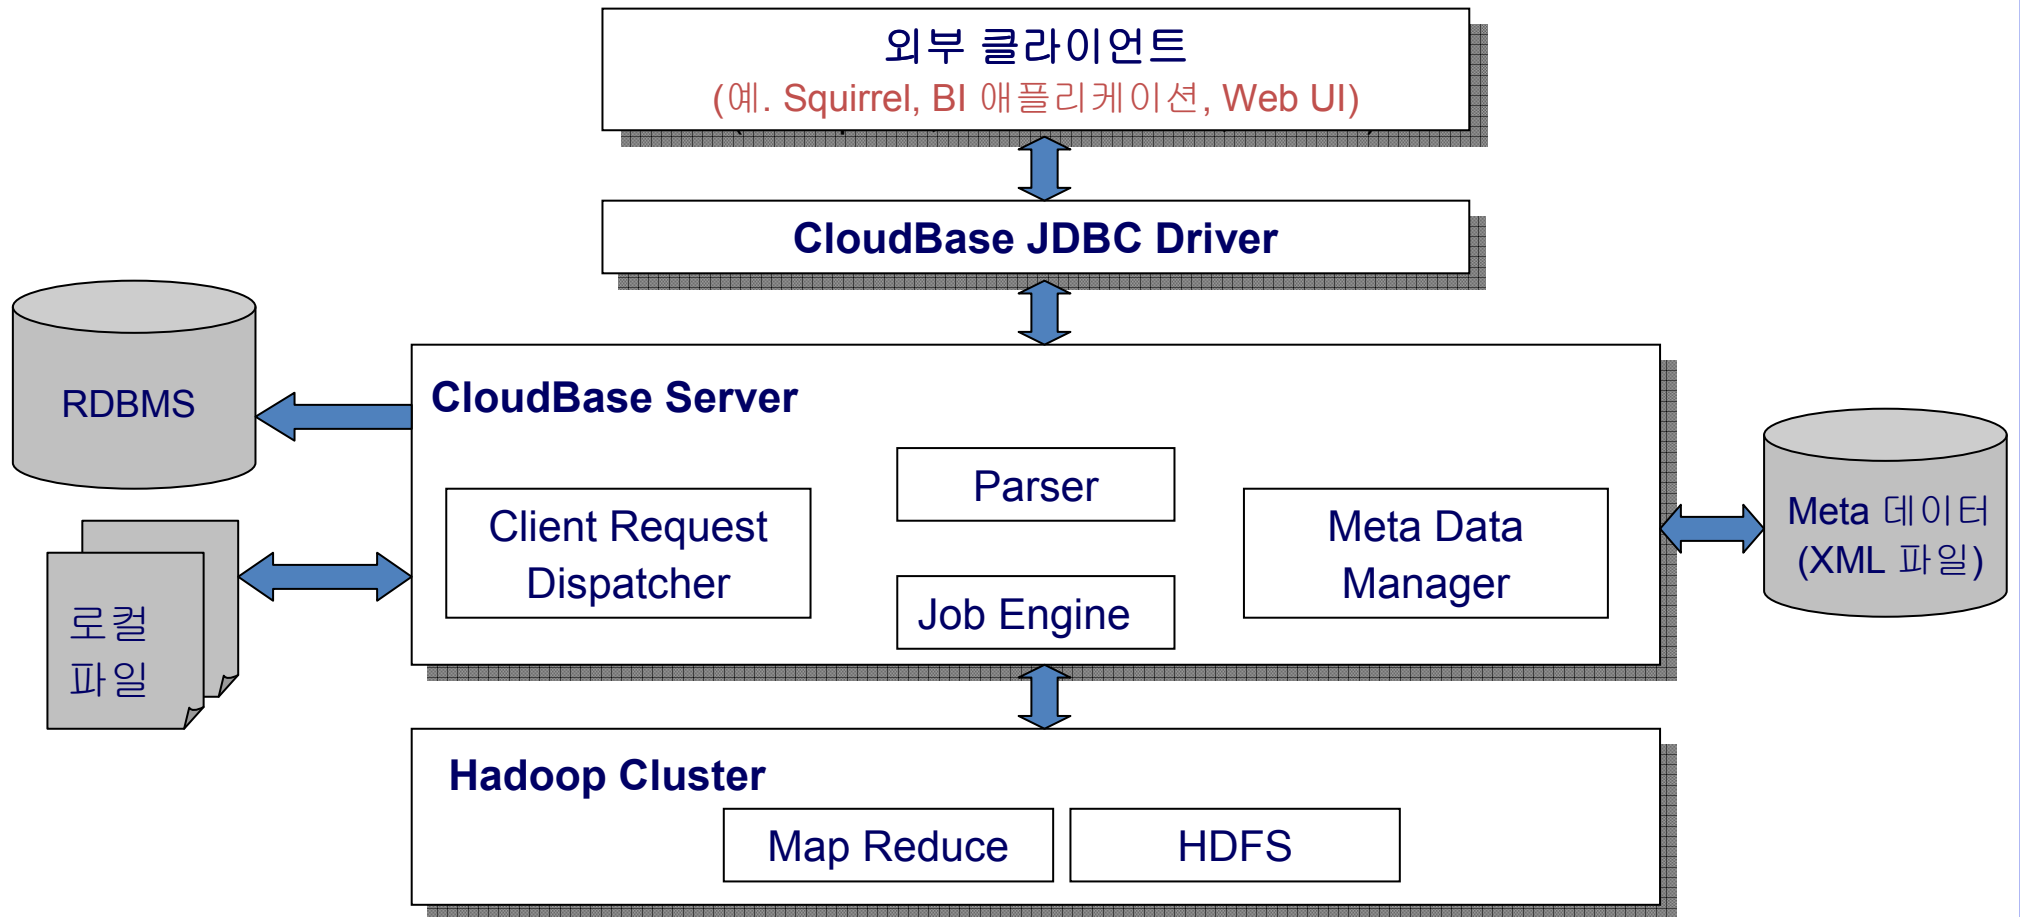 외부 클라이언트
(예. Squirrel, BI 애플리케이션, Web UI)
CloudBase JDBC Driver
RDBMS
CloudBase Server
Parser
Client Request
Dispatcher
Meta Data
Manager
Job Engine
Meta 데이터
(XML 파일)
로컬
파일
Hadoop Cluster
Map Reduce
HDFS